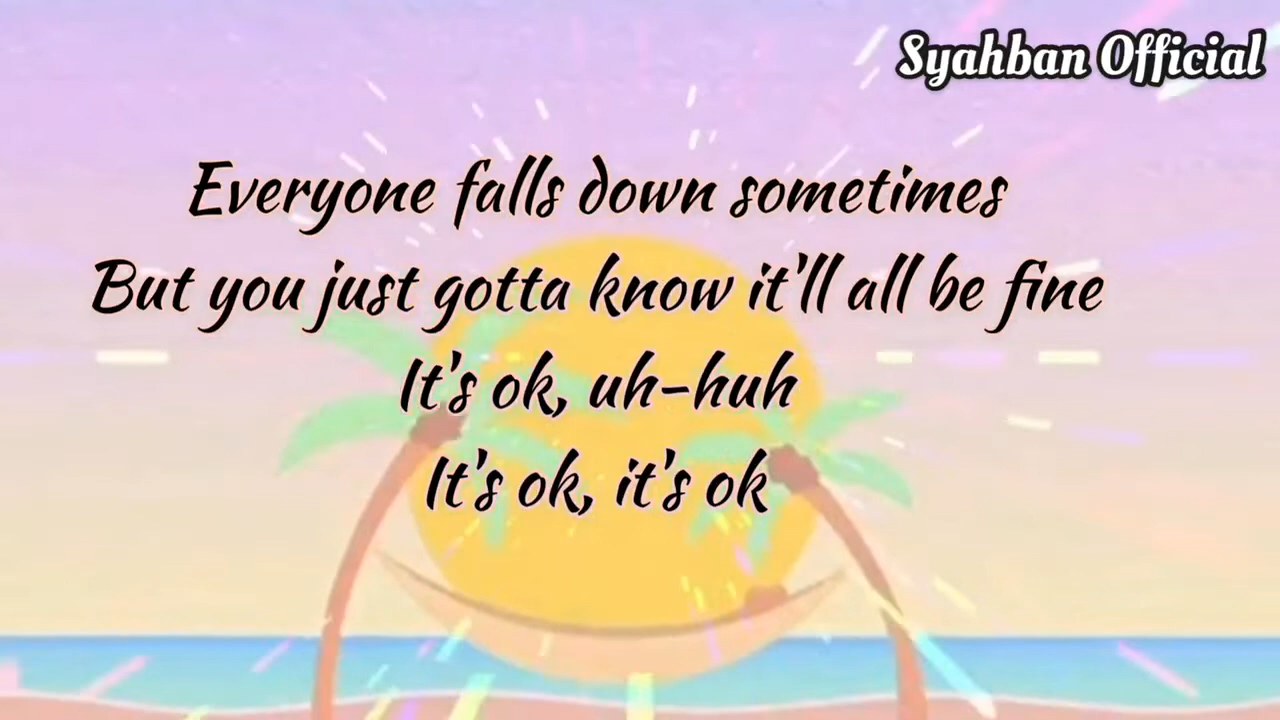 Syahban Official
Everyone falls down sometimes
But you just gotta know it'll all be fine
It's ok, uh-huh
It's ok, it's ok